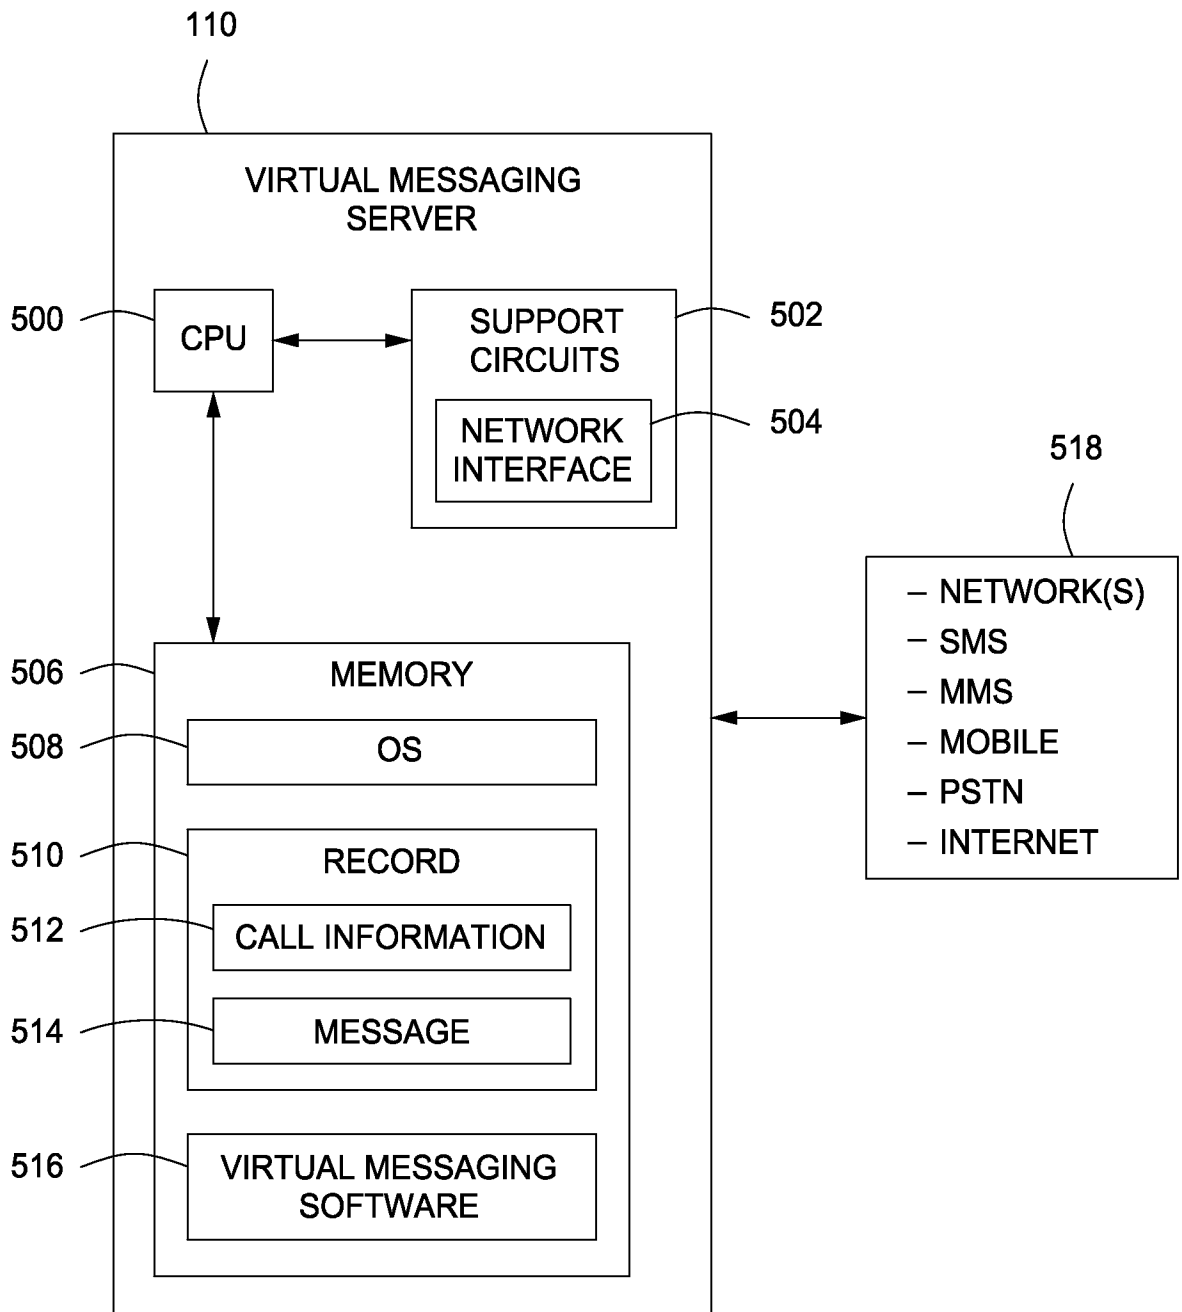 110
VIRTUAL MESSAGING
SERVER
500
CPU
SUPPORT
CIRCUITS
502
NETWORK
INTERFACE
504
518
– NETWORK(S)
– SMS
– MMS
– MOBILE
– PSTN
– INTERNET
506
MEMORY
508
OS
510
RECORD
512
CALL INFORMATION
514
MESSAGE
516
VIRTUAL MESSAGING
SOFTWARE